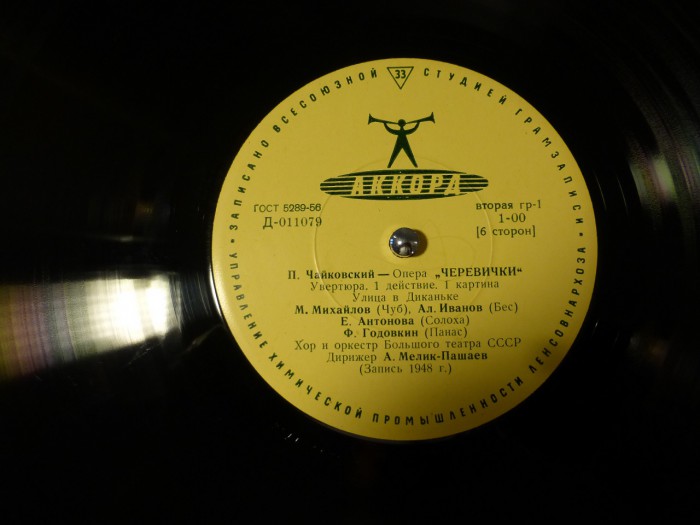 • ЗАПИСАНО ВСЕСОЮЗНОЙ 33 СТУДИЕЙ ГРАМЗАПИСИ •
АККОРД
ГОСТ 5289-56
Д-011079
вторая гр-1
1-00
[6 сторон]
П. Чайковский — Опера „ЧЕРЕВИЧКИ“
Увертюра. 1 действие. 1 картина
Улица в Диканьке
М. Михайлов (Чуб), Ал. Иванов (Бес)
Е. Антонова (Солоха)
Ф. Годовкин (Панас)
Хор и оркестр Большого театра СССР
Дирижер А. Мелик-Пашаев
(Запись 1948 г.)
УПРАВЛЕНИЕ ХИМИЧЕСКОЙ ПРОМЫШЛЕННОСТИ ЛЕНСОВНАРХОЗА